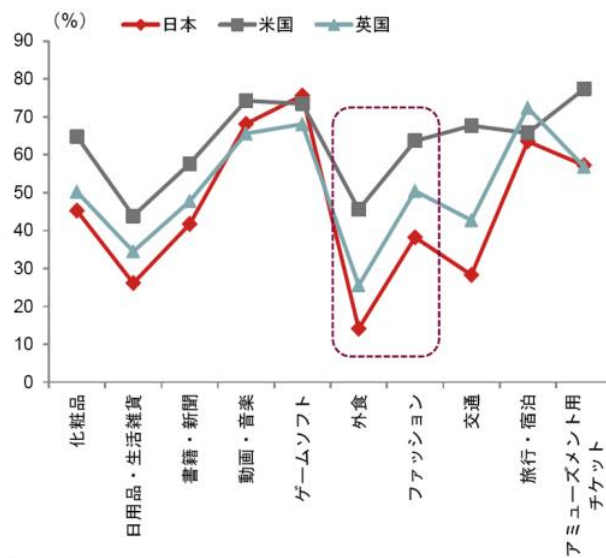 (%)
日本 米国 英国
90
80
70
60
50
40
30
20
10
0
化粧品
日用品・生活雑貨
書籍・新聞
動画・音楽
ゲームソフト
外食
ファッション
交通
旅行・宿泊
アミューズメント用
チケット